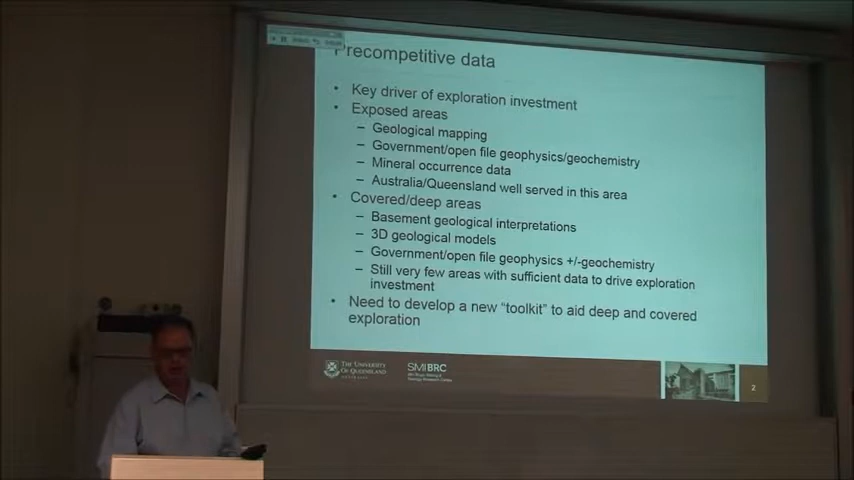 Precompetitive data
• Key driver of exploration investment
• Exposed areas
– Geological mapping
– Government/open file geophysics/geochemistry
– Mineral occurrence data
– Australia/Queensland well served in this area
• Covered/deep areas
– Basement geological interpretations
– 3D geological models
– Government/open file geophysics +/-geochemistry
– Still very few areas with sufficient data to drive exploration
investment
• Need to develop a new "toolkit" to aid deep and covered
exploration
THE UNIVERSITY
OF QUEENSLAND
SMI BRC
2